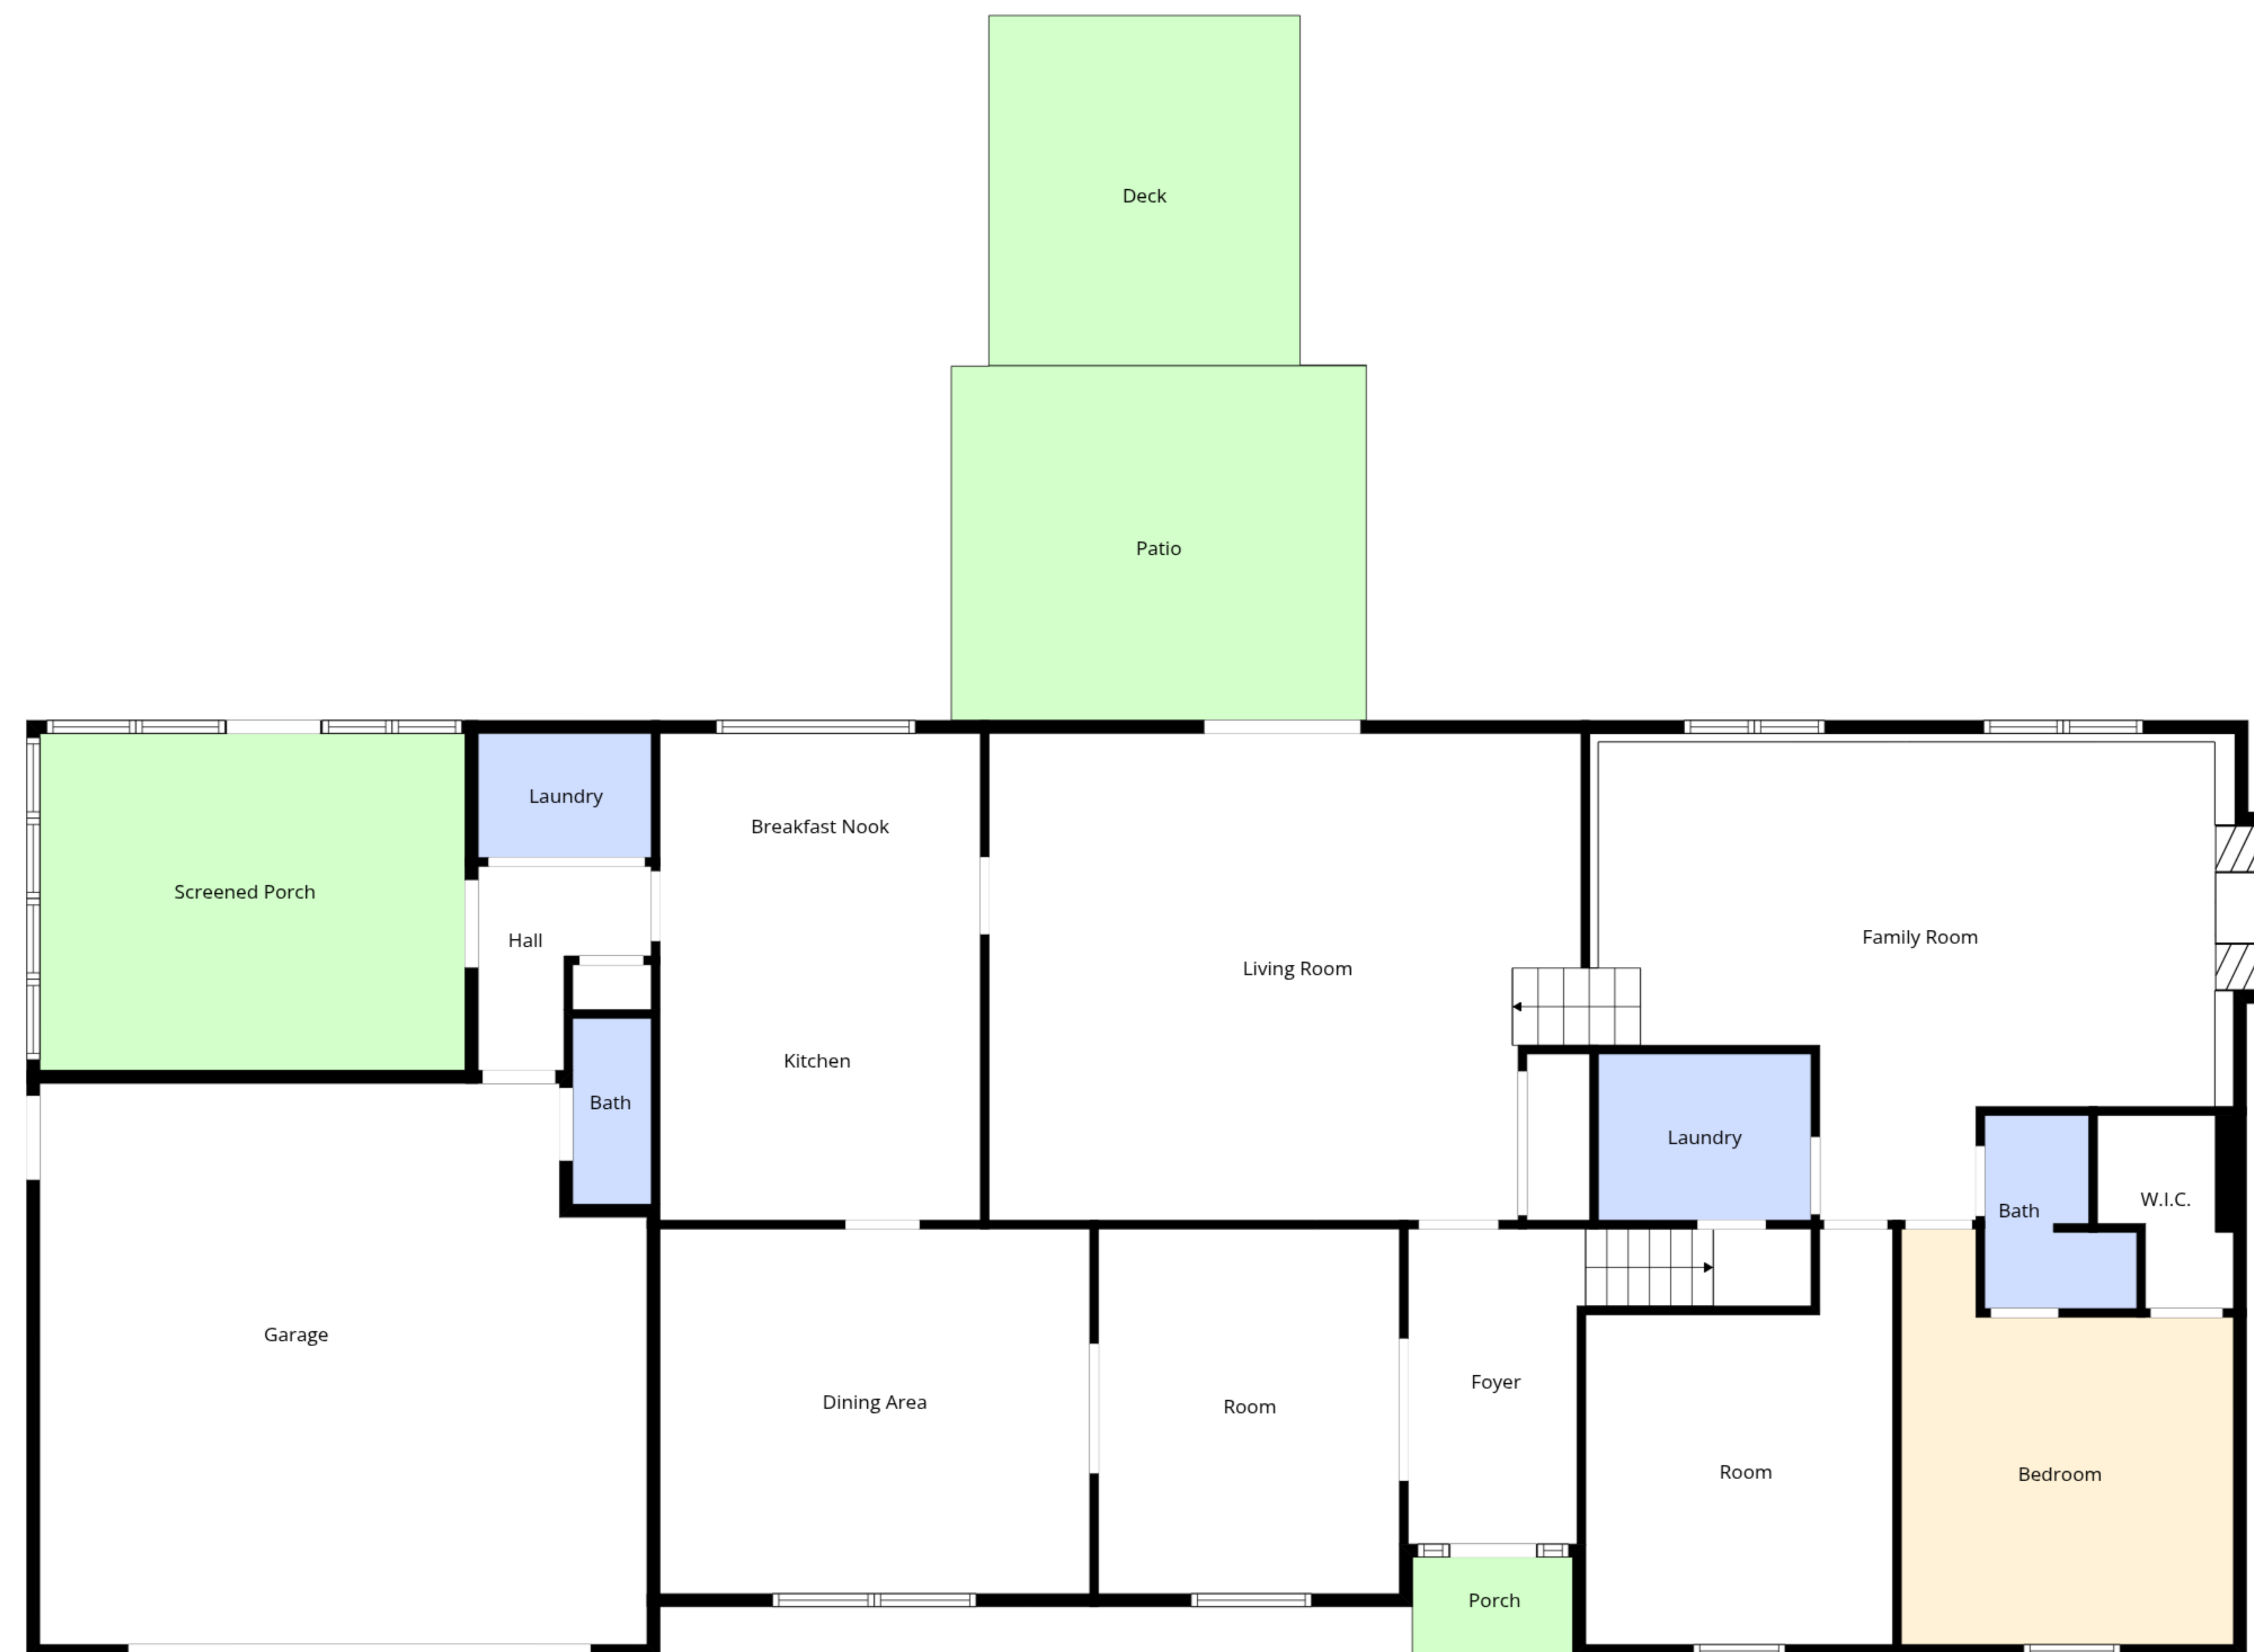 Deck
Patio
Laundry
Breakfast Nook
Screened Porch
Hall
Family Room
Living Room
Kitchen
Bath
Laundry
W.I.C.
Bath
Garage
Foyer
Dining Area
Room
Room
Bedroom
Porch